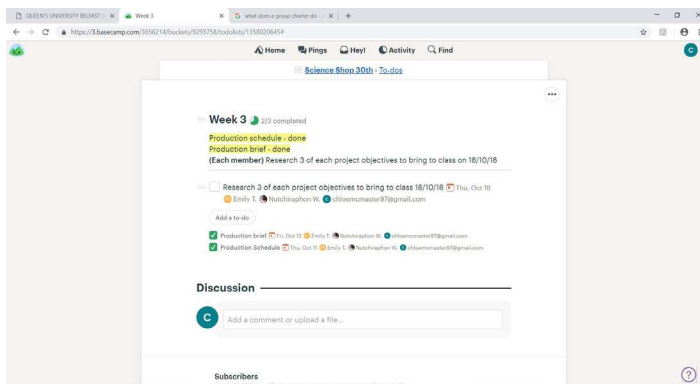 QUEEN'S UNIVERSITY BELFAST
Week 3
what does a group charter do -
https://3.basecamp.com/3656214/buckets/9293758/todolists/1358020645#
Home Pings Hey! Activity Find
C
Science Shop 30th › To-dos
Week 3 2/3 completed
Production schedule - done
Production brief - done
(Each member) Research 3 of each project objectives to bring to class on 18/10/18
Research 3 of each project objectives to bring to class 18/10/18 Thu, Oct 18
Emily T. Nutchiraphon W. chloemcmaster97@gmail.com
Add a to-do
Production brief Fri, Oct 12 Emily T. Nutchiraphon W. chloemcmaster97@gmail.com
Production Schedule Thu, Oct 11 Emily T. Nutchiraphon W. chloemcmaster97@gmail.com
Discussion
C
Add a comment or upload a file...
Subscribers